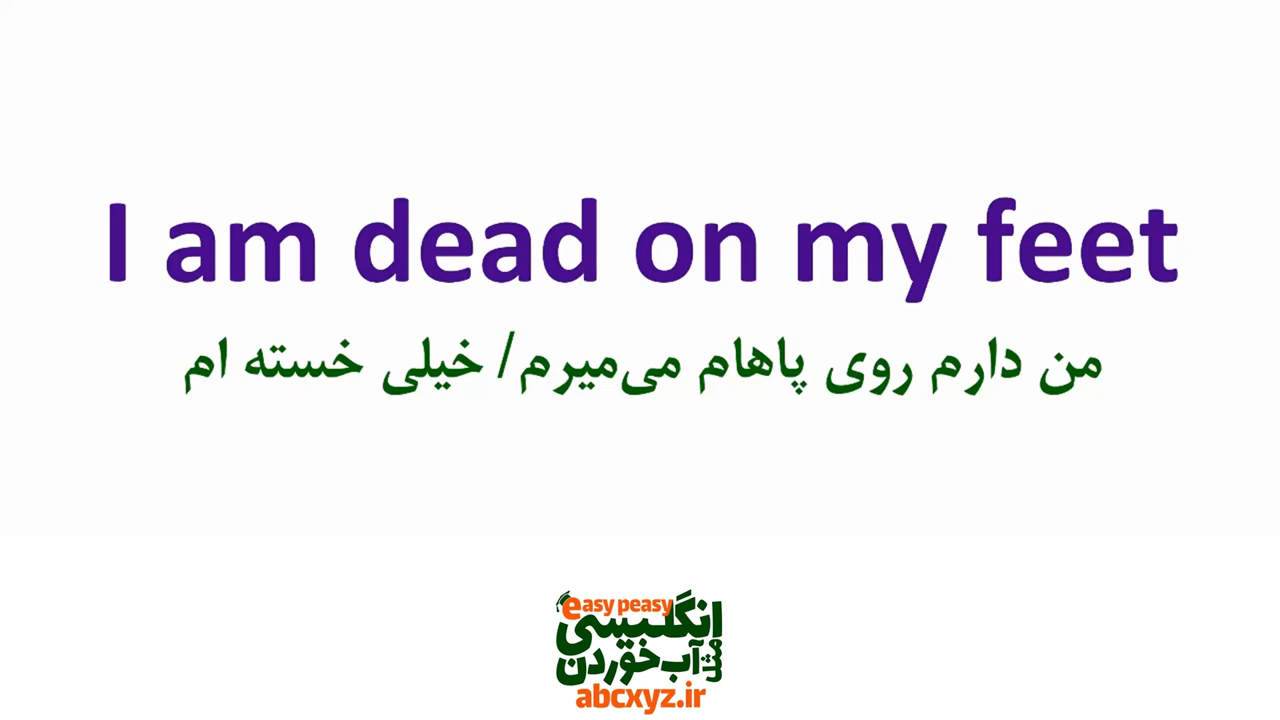 I am dead on my feet
من دارم روی پاهام می‌میرم/ خیلی خسته ام
easy peasy
انگلیسی
مثل آب خوردن
abcxyz.ir